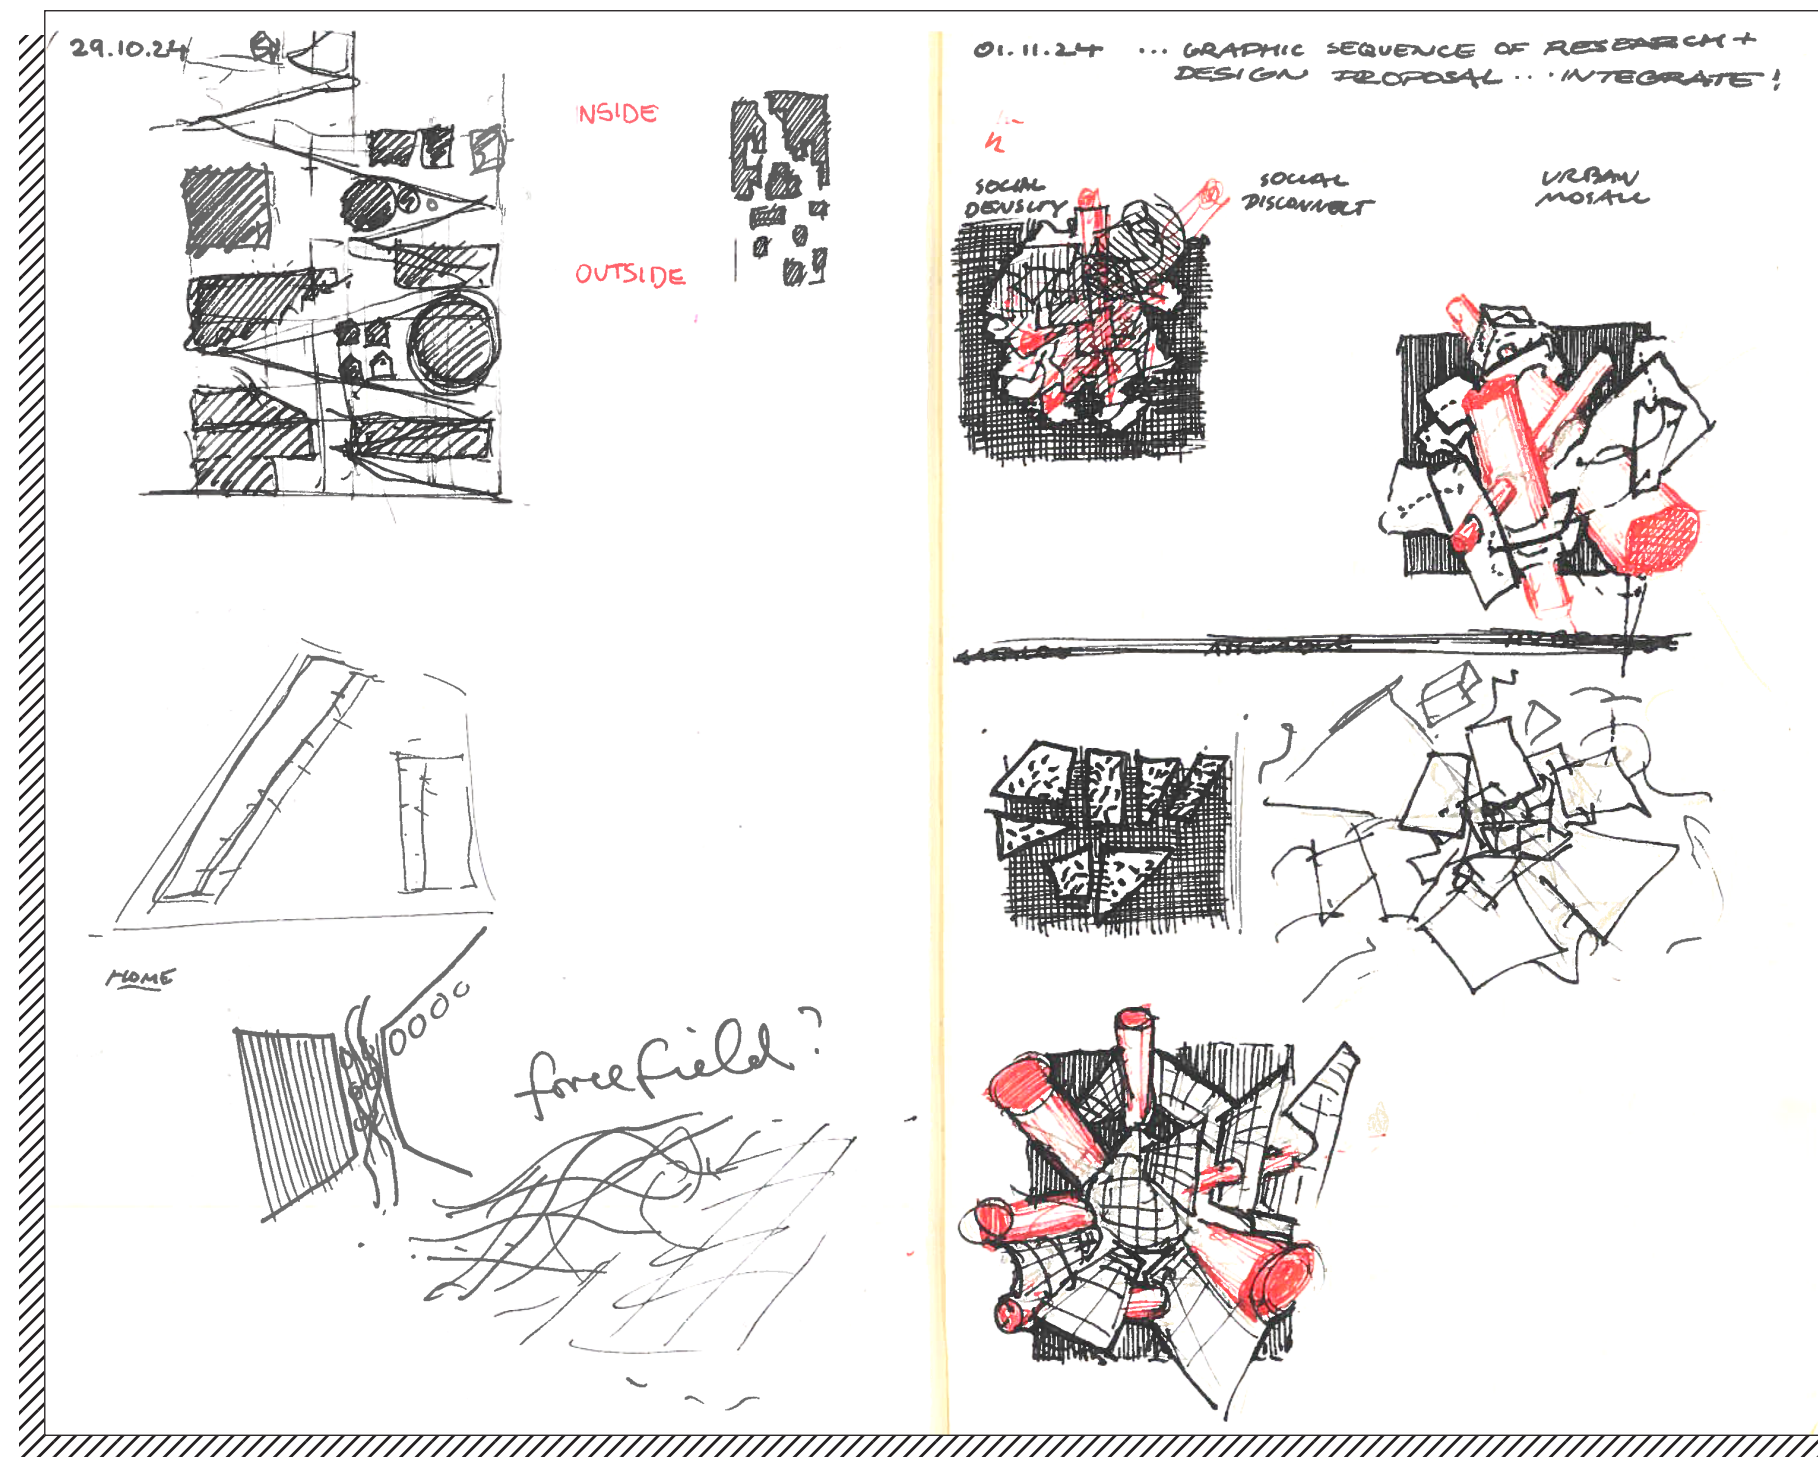 29.10.24
INSIDE
OUTSIDE
HOME
forcefield?
01.11.24 ... GRAPHIC SEQUENCE OF RESEARCH +
DESIGN PROPOSAL... INTEGRATE!
SOCIAL
DENSITY
SOCIAL
DISCONNECT
URBAN
MOSAIC